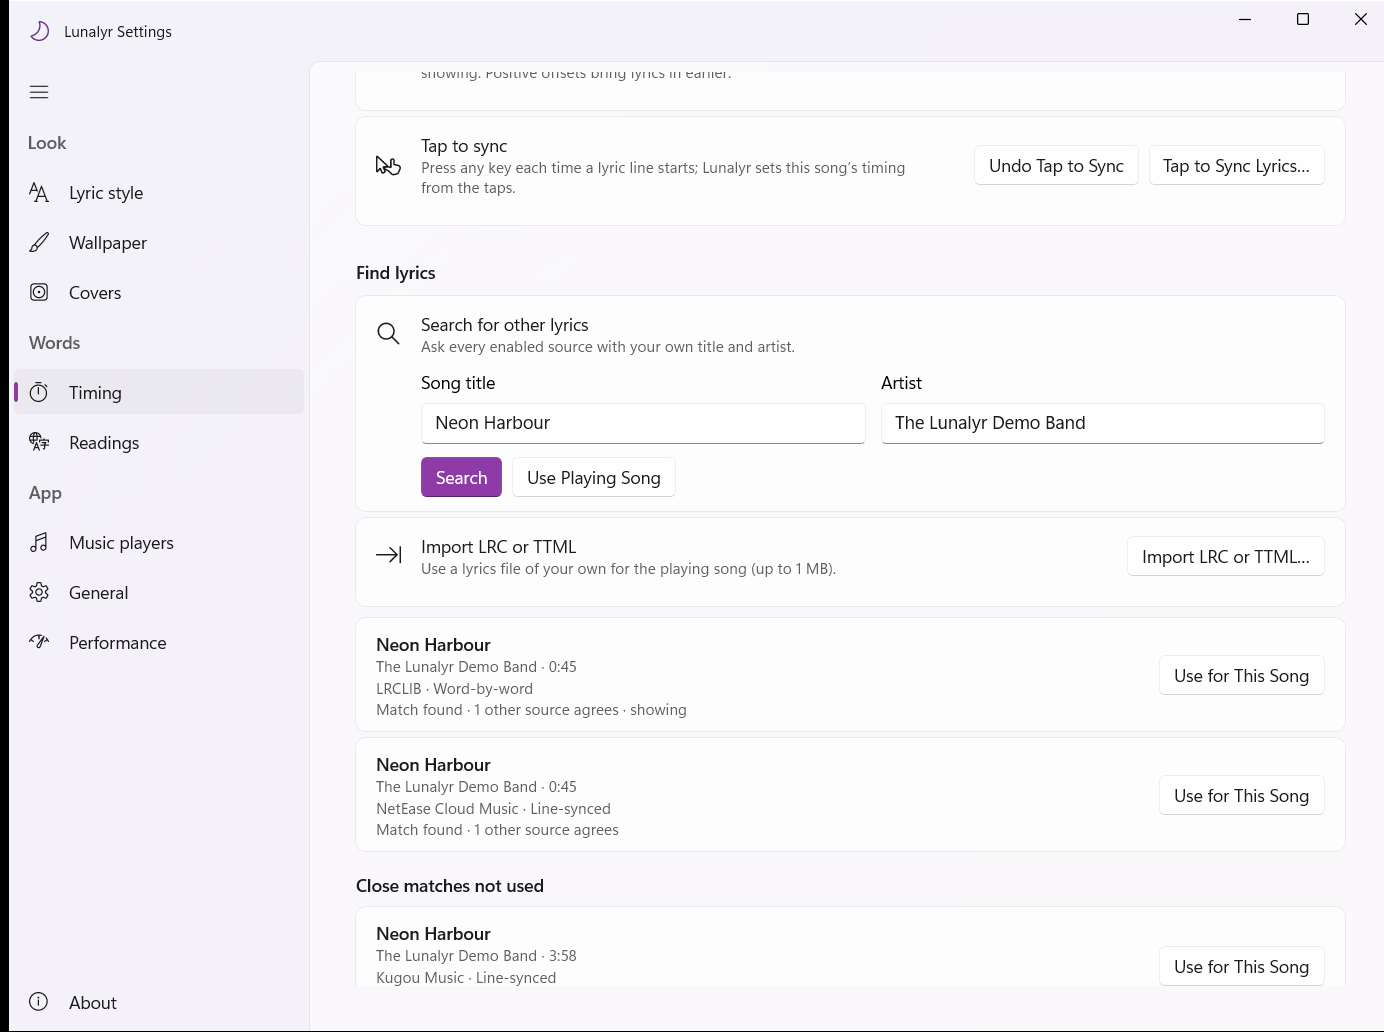 Lunalyr Settings
showing. Positive offsets bring lyrics in earlier.
Look
Tap to sync
Press any key each time a lyric line starts; Lunalyr sets this song’s timing
from the taps.
Undo Tap to Sync
Tap to Sync Lyrics...
Lyric style
Wallpaper
Covers
Words
Timing
Readings
App
Music players
General
Performance
About
Find lyrics
Search for other lyrics
Ask every enabled source with your own title and artist.
Song title
Artist
Neon Harbour
The Lunalyr Demo Band
Search
Use Playing Song
Import LRC or TTML
Use a lyrics file of your own for the playing song (up to 1 MB).
Import LRC or TTML...
Neon Harbour
The Lunalyr Demo Band · 0:45
LRCLIB · Word-by-word
Match found · 1 other source agrees · showing
Use for This Song
Neon Harbour
The Lunalyr Demo Band · 0:45
NetEase Cloud Music · Line-synced
Match found · 1 other source agrees
Use for This Song
Close matches not used
Neon Harbour
The Lunalyr Demo Band · 3:58
Kugou Music · Line-synced
Use for This Song